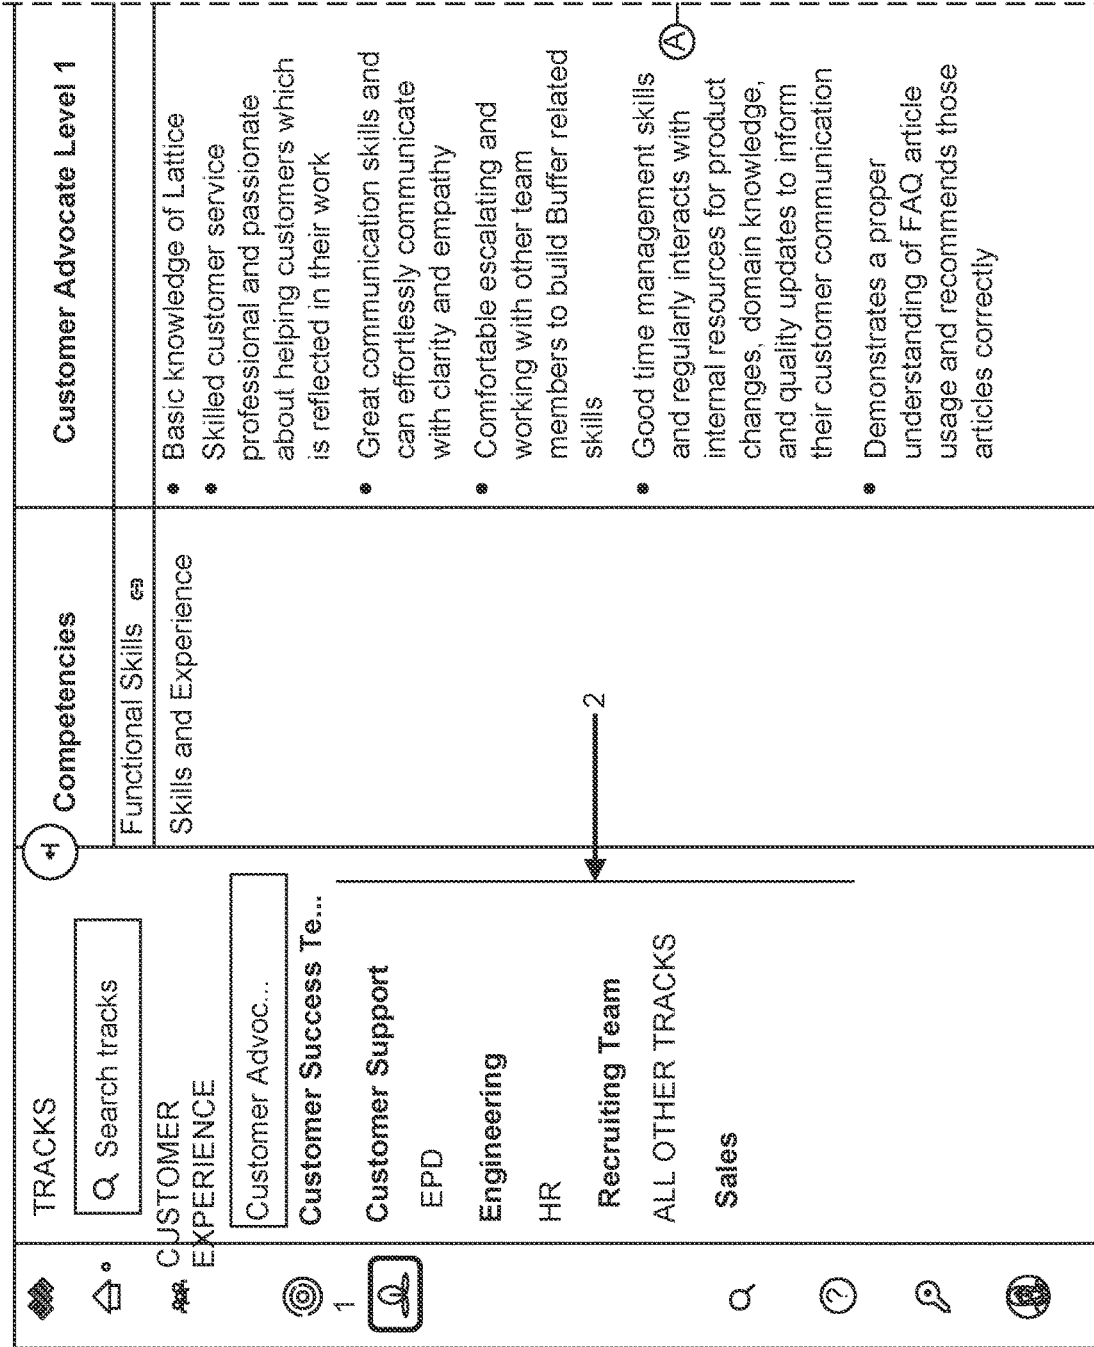 TRACKS
Search tracks
CUSTOMER
EXPERIENCE
Customer Advoc...
Customer Success Te...
Customer Support
EPD
Engineering
HR
Recruiting Team
ALL OTHER TRACKS
Sales
1
2
?
Competencies
Functional Skills
Skills and Experience
Customer Advocate Level 1
• Basic knowledge of Lattice
• Skilled customer service
professional and passionate
about helping customers which
is reflected in their work
• Great communication skills and
can effortlessly communicate
with clarity and empathy
• Comfortable escalating and
working with other team
members to build Buffer related
skills
• Good time management skills
and regularly interacts with
internal resources for product
changes, domain knowledge,
and quality updates to inform
their customer communication
• Demonstrates a proper
understanding of FAQ article
usage and recommends those
articles correctly
A